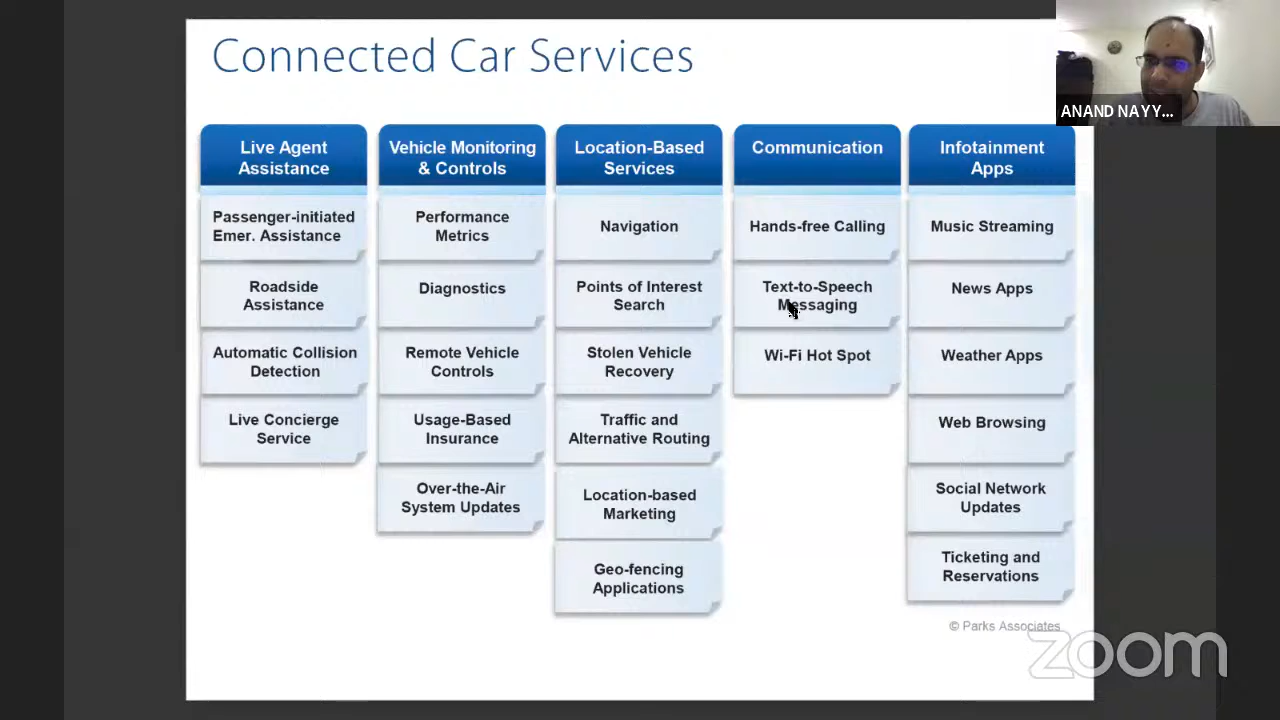 Connected Car Services
ANAND NAYY...
Live Agent
Assistance
Passenger-initiated
Emer. Assistance
Roadside
Assistance
Automatic Collision
Detection
Live Concierge
Service
Vehicle Monitoring
& Controls
Performance
Metrics
Diagnostics
Remote Vehicle
Controls
Usage-Based
Insurance
Over-the-Air
System Updates
Location-Based
Services
Navigation
Points of Interest
Search
Stolen Vehicle
Recovery
Traffic and
Alternative Routing
Location-based
Marketing
Geo-fencing
Applications
Communication
Hands-free Calling
Text-to-Speech
Messaging
Wi-Fi Hot Spot
Infotainment
Apps
Music Streaming
News Apps
Weather Apps
Web Browsing
Social Network
Updates
Ticketing and
Reservations
© Parks Associates
zoom